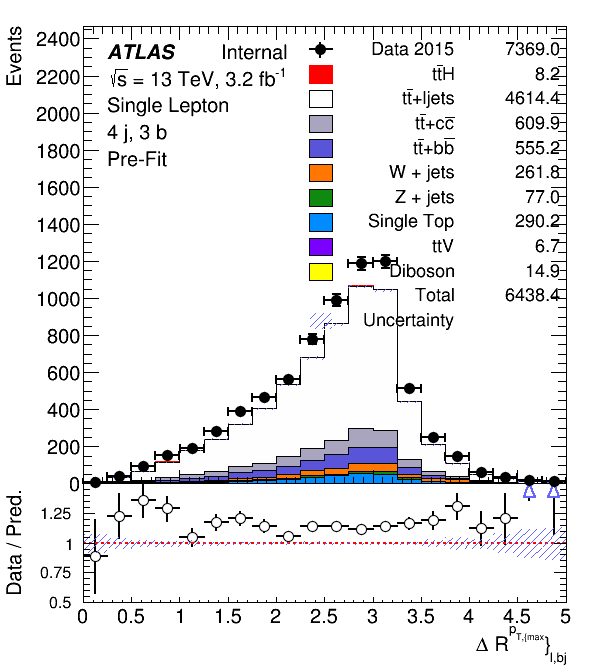 Events
2400
2200
2000
1800
1600
1400
1200
1000
800
600
400
200
0
ATLAS Internal
√s = 13 TeV, 3.2 fb⁻¹
Single Lepton
4 j, 3 b
Pre-Fit
Data 2015 7369.0
tt̄H 8.2
tt̄+ljets 4614.4
tt̄+cc̄ 609.9
tt̄+bb̄ 555.2
W + jets 261.8
Z + jets 77.0
Single Top 290.2
ttV 6.7
Diboson 14.9
Total 6438.4
Uncertainty
Data / Pred.
1.25
1
0.75
0.5
0 0.5 1 1.5 2 2.5 3 3.5 4 4.5 5
Δ R^{p_{T,{max}}}_{l,bj}